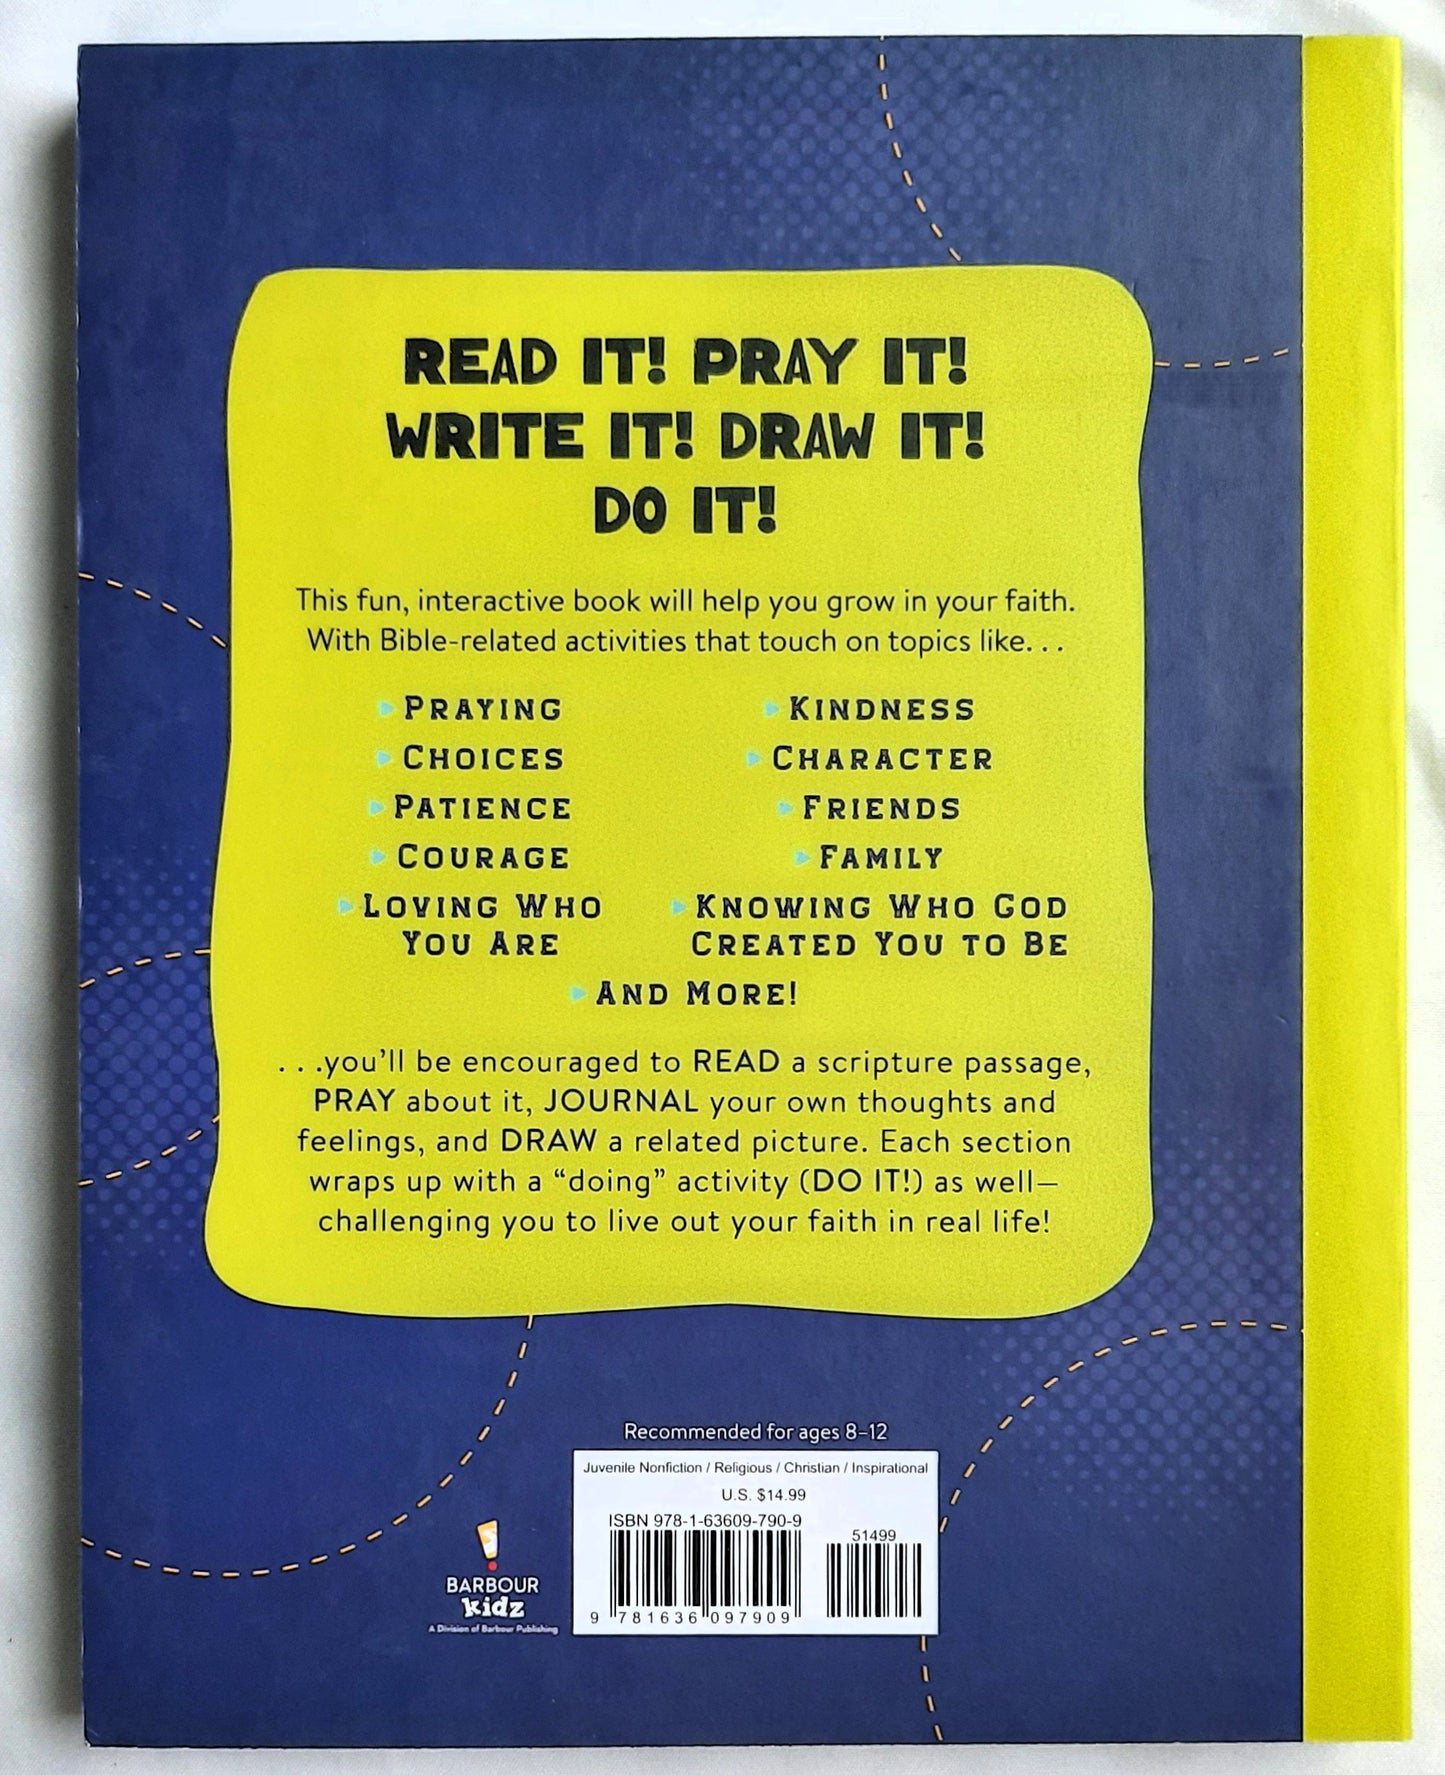 READ IT! PRAY IT!
WRITE IT! DRAW IT!
DO IT!
This fun, interactive book will help you grow in your faith.
With Bible-related activities that touch on topics like. . .
PRAYING
CHOICES
PATIENCE
COURAGE
LOVING WHO
YOU ARE
KINDNESS
CHARACTER
FRIENDS
FAMILY
KNOWING WHO GOD
CREATED YOU TO BE
AND MORE!
. . .you’ll be encouraged to READ a scripture passage,
PRAY about it, JOURNAL your own thoughts and
feelings, and DRAW a related picture. Each section
wraps up with a “doing” activity (DO IT!) as well—
challenging you to live out your faith in real life!
Recommended for ages 8–12
Juvenile Nonfiction / Religious / Christian / Inspirational
U.S. $14.99
ISBN 978-1-63609-790-9
51499
9 781636 097909
BARBOUR
kidz
A Division of Barbour Publishing